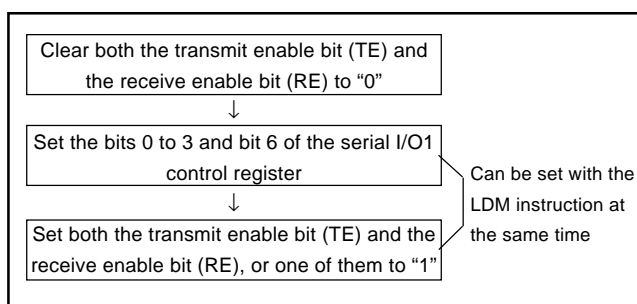 Clear both the transmit enable bit (TE) and
the receive enable bit (RE) to “0”
↓
Set the bits 0 to 3 and bit 6 of the serial I/O1
control register
↓
Set both the transmit enable bit (TE) and the
receive enable bit (RE), or one of them to “1”
Can be set with the
LDM instruction at
the same time